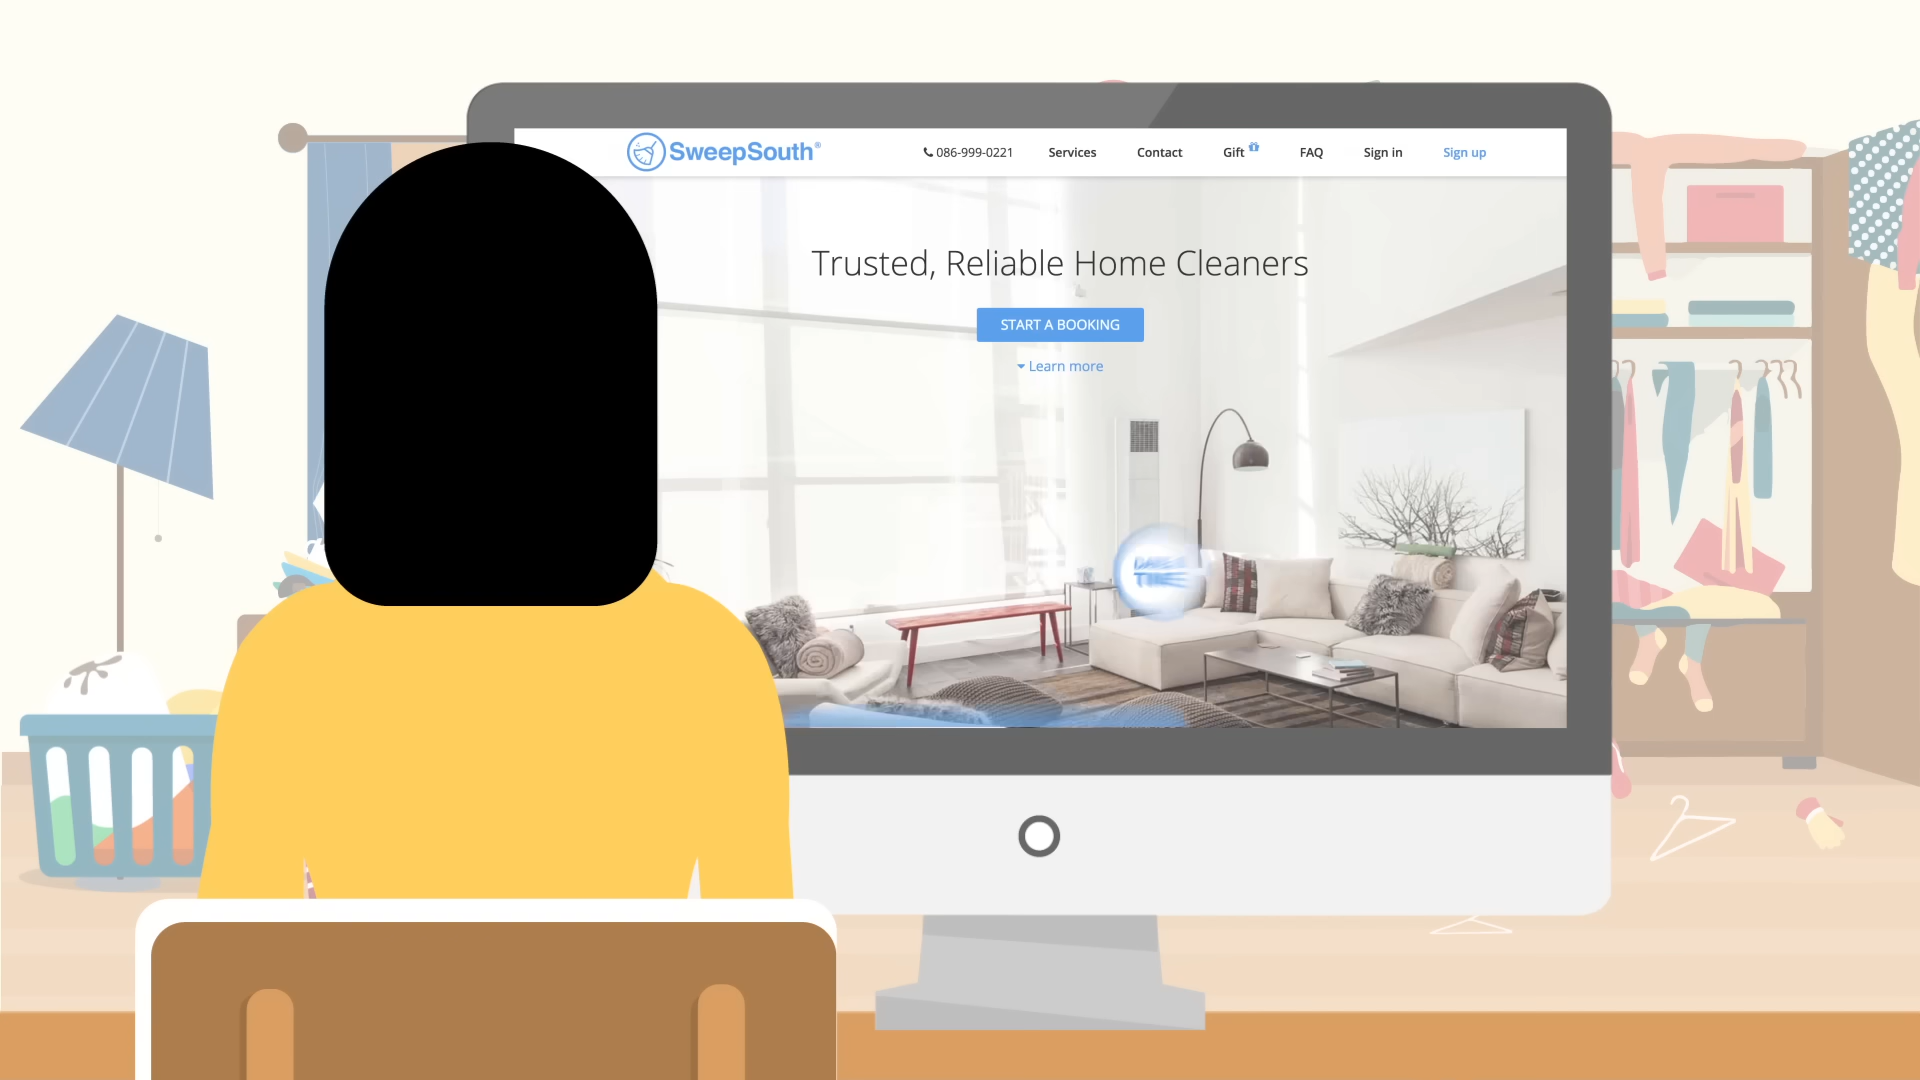 SweepSouth®
086-999-0221 Services Contact Gift FAQ Sign in Sign up
Trusted, Reliable Home Cleaners
START A BOOKING
Learn more